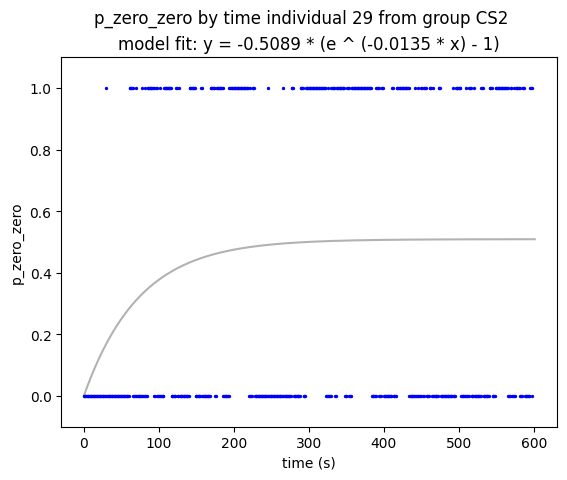 p_zero_zero by time individual 29 from group CS2
model fit: y = -0.5089 * (e ^ (-0.0135 * x) - 1)
1.0
0.8
0.6
0.4
0.2
0.0
p_zero_zero
0 100 200 300 400 500 600
time (s)